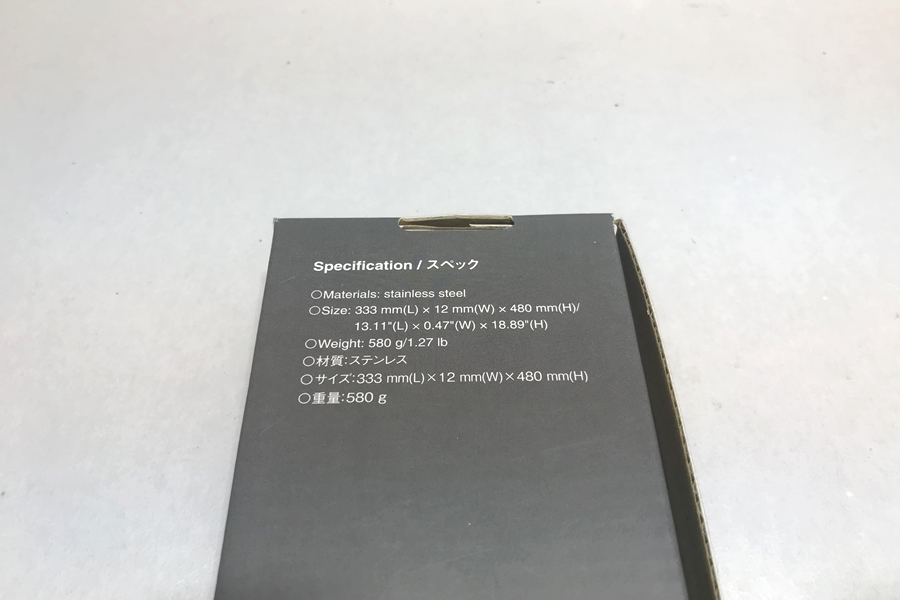 Specification / スペック
○Materials: stainless steel
○Size: 333 mm(L) × 12 mm(W) × 480 mm(H)/
13.11"(L) × 0.47"(W) × 18.89"(H)
○Weight: 580 g/1.27 lb
○材質:ステンレス
○サイズ:333 mm(L)×12 mm(W)×480 mm(H)
○重量:580 g